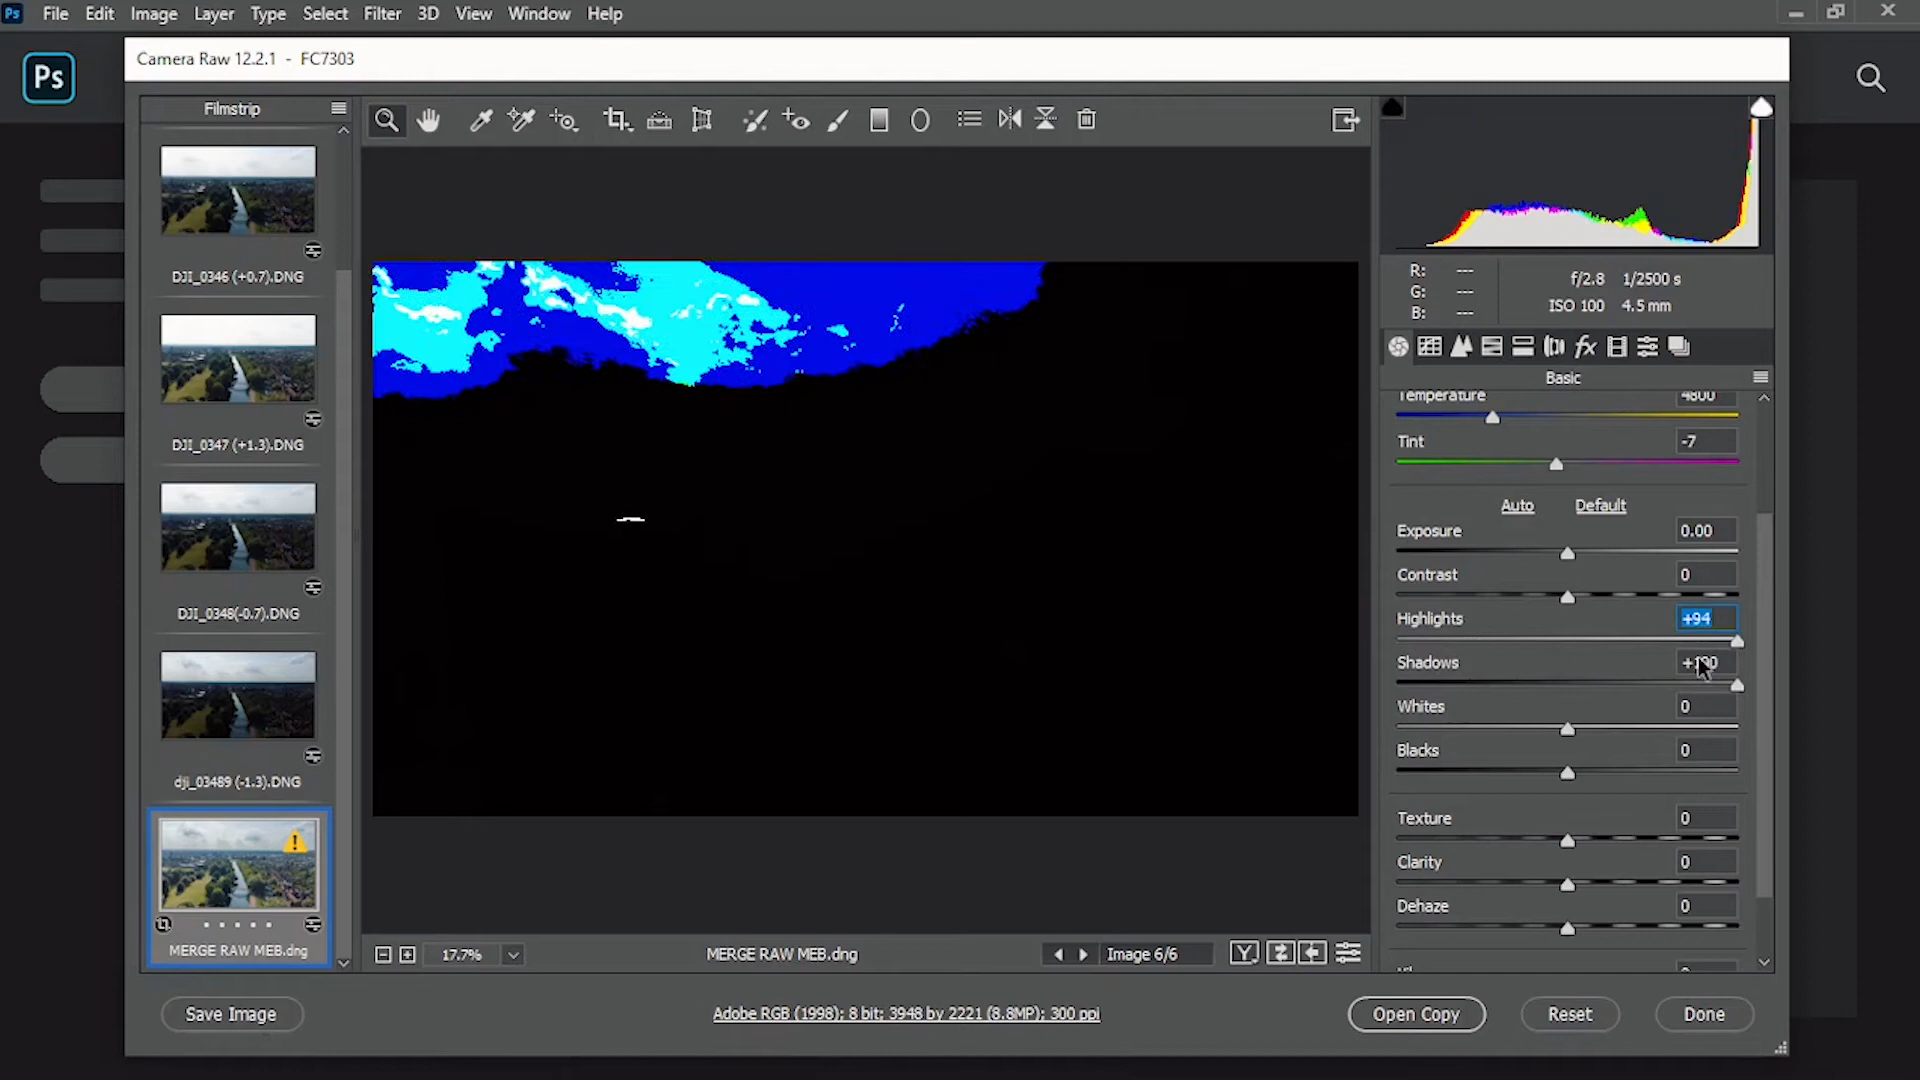 Ps File Edit Image Layer Type Select Filter 3D View Window Help
Ps
Camera Raw 12.2.1 - FC7303
Filmstrip
DJI_0346 (+0.7).DNG
DJI_0347 (+1.3).DNG
DJI_0348(-0.7).DNG
dji_03489 (-1.3).DNG
MERGE RAW MEB.dng
17.7%
MERGE RAW MEB.dng
Image 6/6
Y
R: ---
G: ---
B: ---
f/2.8 1/2500 s
ISO 100 4.5 mm
fx
Basic
Temperature 4800
Tint -7
Auto Default
Exposure 0.00
Contrast 0
Highlights +94
Shadows
Whites 0
Blacks 0
Texture 0
Clarity 0
Dehaze 0
Save Image
Adobe RGB (1998); 8 bit; 3948 by 2221 (8.8MP); 300 ppi
Open Copy Reset Done